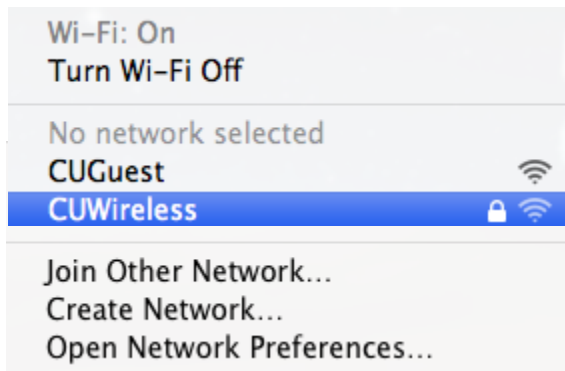 Wi-Fi: On
Turn Wi-Fi Off
No network selected
CUGuest
CUWireless
Join Other Network...
Create Network...
Open Network Preferences...